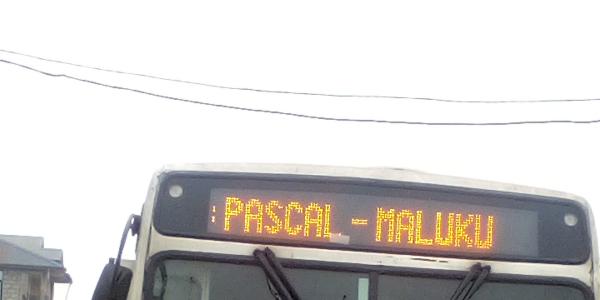 : PASCAL - MALUKU